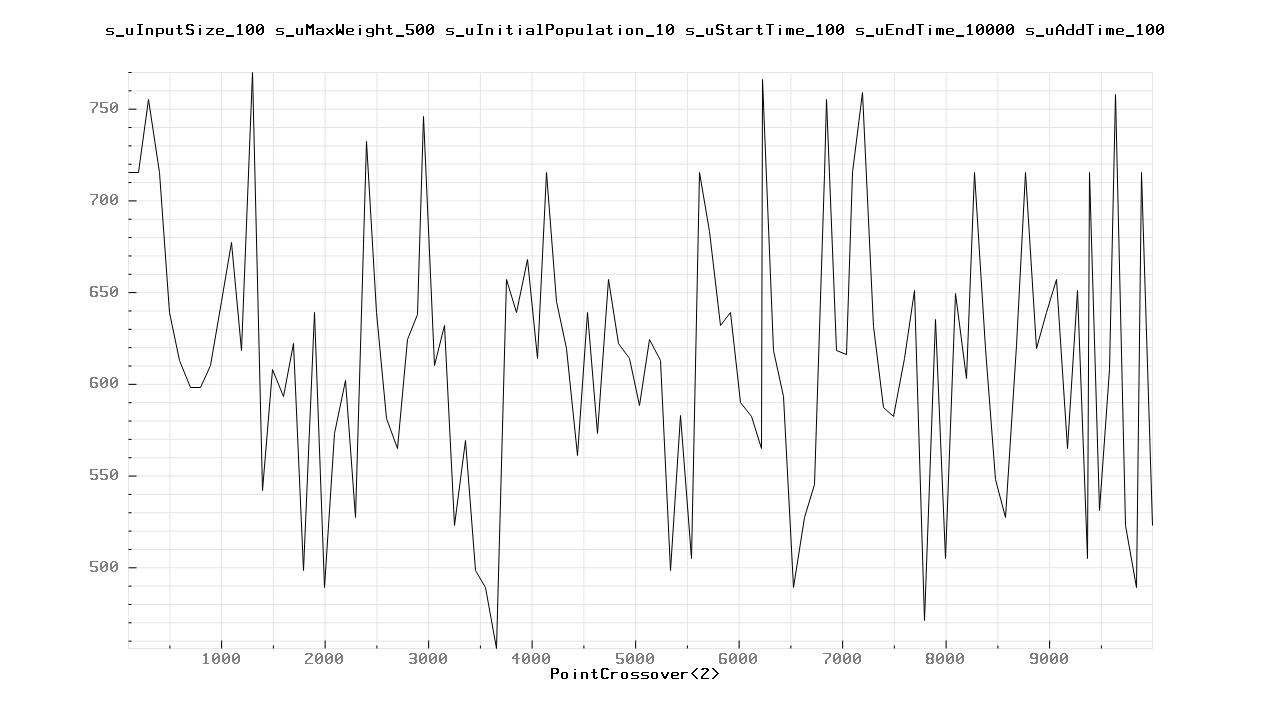 s_uInputSize_100 s_uMaxWeight_500 s_uInitialPopulation_10 s_uStartTime_100 s_uEndTime_10000 s_uAddTime_100
750
700
650
600
550
500
1000 2000 3000 4000 5000 6000 7000 8000 9000
PointCrossover<2>